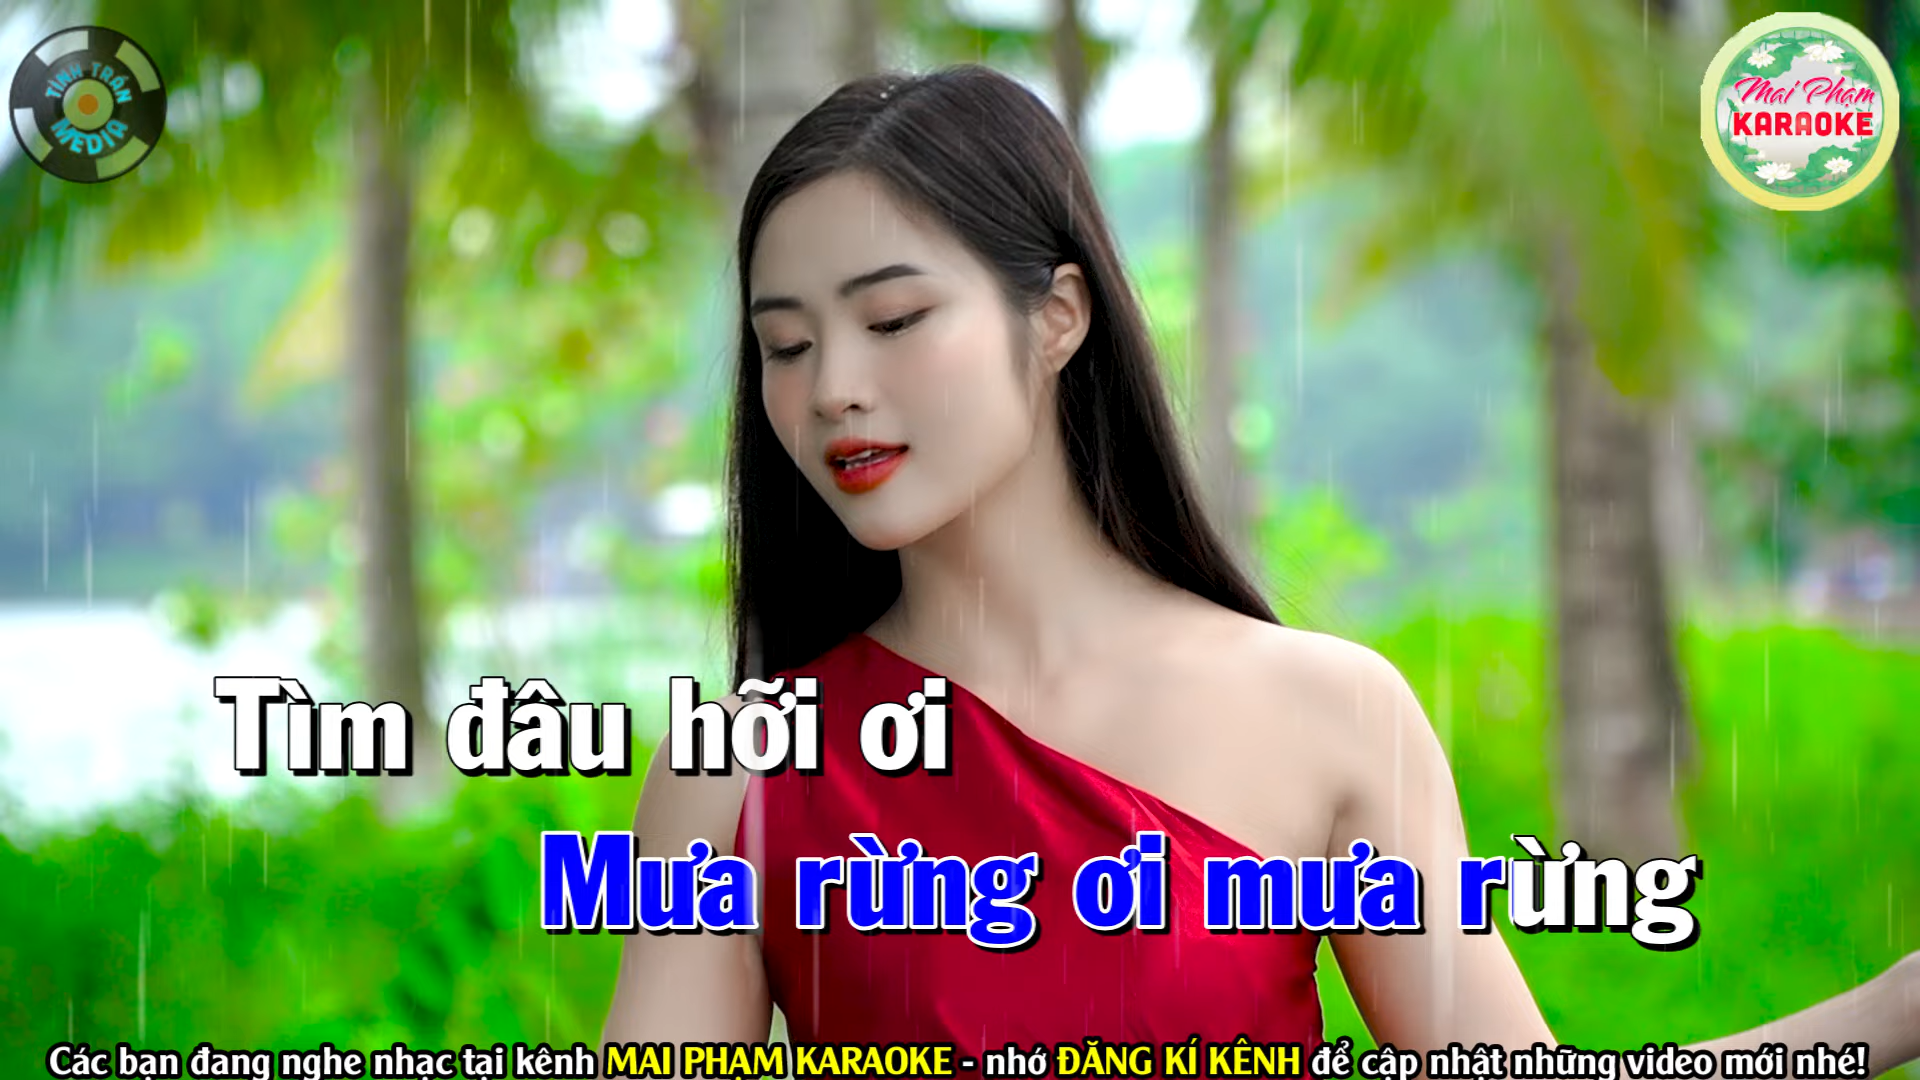 TÌNH TRẦN
MEDIA
Mai Phạm
KARAOKE
Tìm đâu hỡi ơi
Mưa rừng ơi mưa rừng
Các bạn đang nghe nhạc tại kênh MAI PHẠM KARAOKE - nhớ ĐĂNG KÍ KÊNH để cập nhật những video mới nhé!